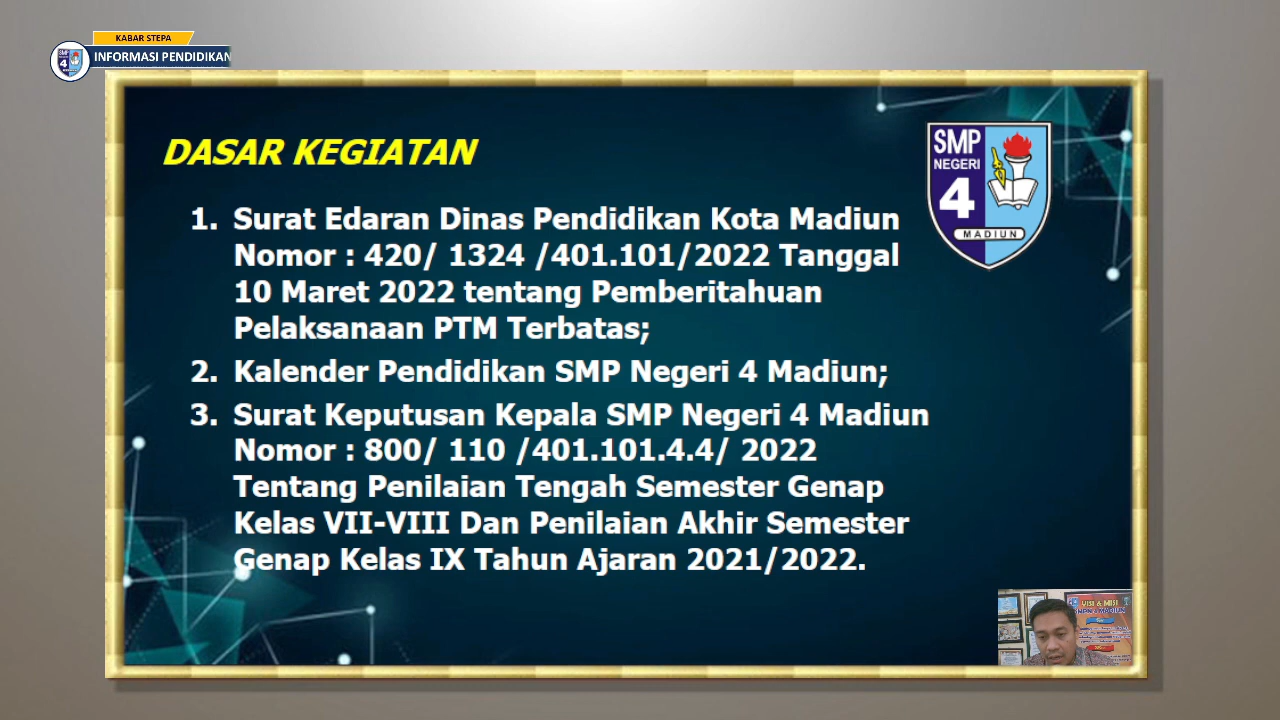 KABAR STEPA
INFORMASI PENDIDIKAN
DASAR KEGIATAN
SMP
NEGERI
4
MADIUN
1. Surat Edaran Dinas Pendidikan Kota Madiun
Nomor : 420/ 1324 /401.101/2022 Tanggal
10 Maret 2022 tentang Pemberitahuan
Pelaksanaan PTM Terbatas;
2. Kalender Pendidikan SMP Negeri 4 Madiun;
3. Surat Keputusan Kepala SMP Negeri 4 Madiun
Nomor : 800/ 110 /401.101.4.4/ 2022
Tentang Penilaian Tengah Semester Genap
Kelas VII-VIII Dan Penilaian Akhir Semester
Genap Kelas IX Tahun Ajaran 2021/2022.
VISI & MISI